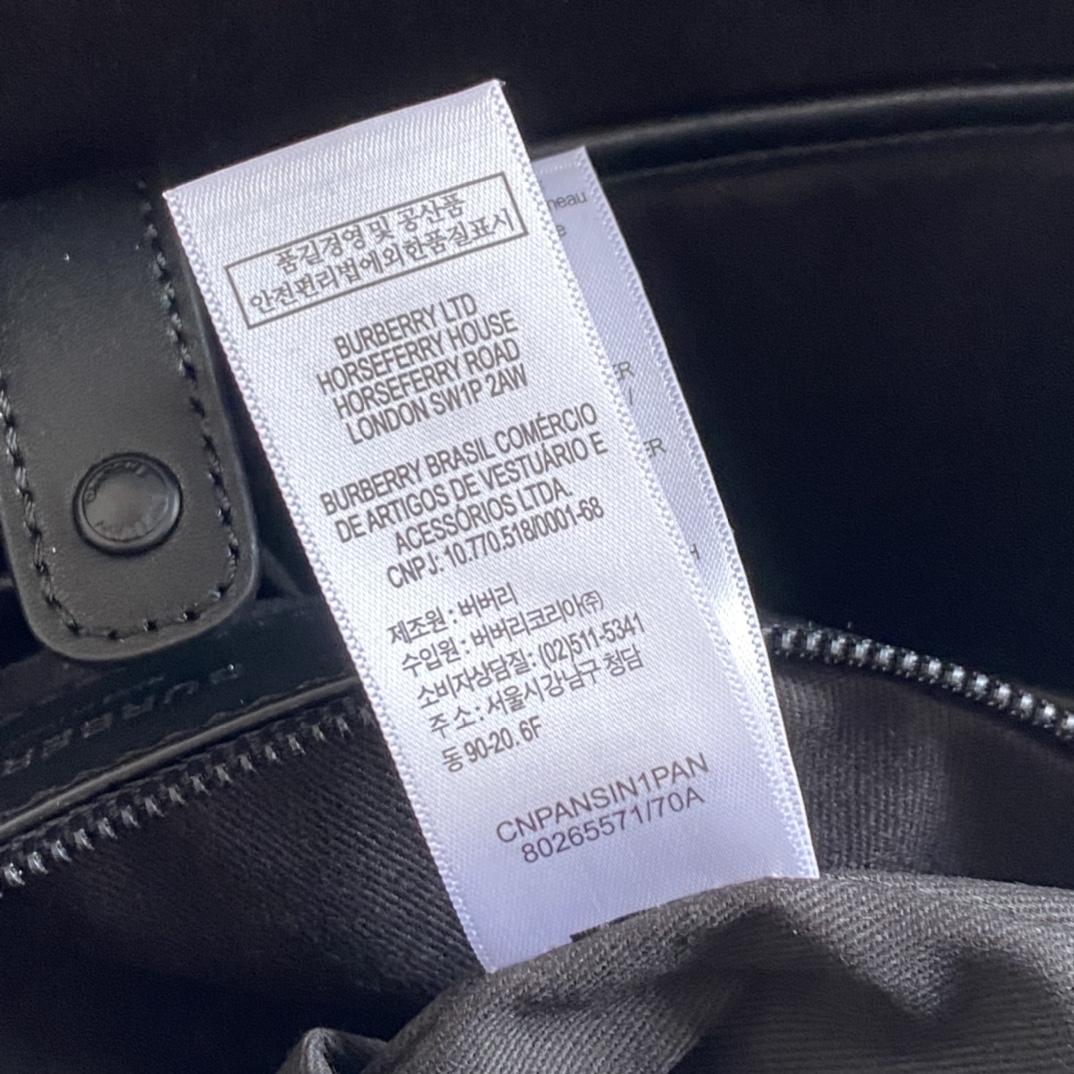 품길경영및 공산품
안전편리법에외한품질표시
BURBERRY LTD
HORSEFERRY HOUSE
HORSEFERRY ROAD
LONDON SW1P 2AW
BURBERRY BRASIL COMÉRCIO
DE ARTIGOS DE VESTUÁRIO E
ACESSÓRIOS LTDA.
CNPJ: 10.770.518/0001-68
제조원 : 버버리
수입원 : 버버리코리아(주)
소비자상담질: (02)511-5341
주 소 : 서울시강남구 청담
동 90-20. 6F
CNPANSIN1PAN
80265571/70A